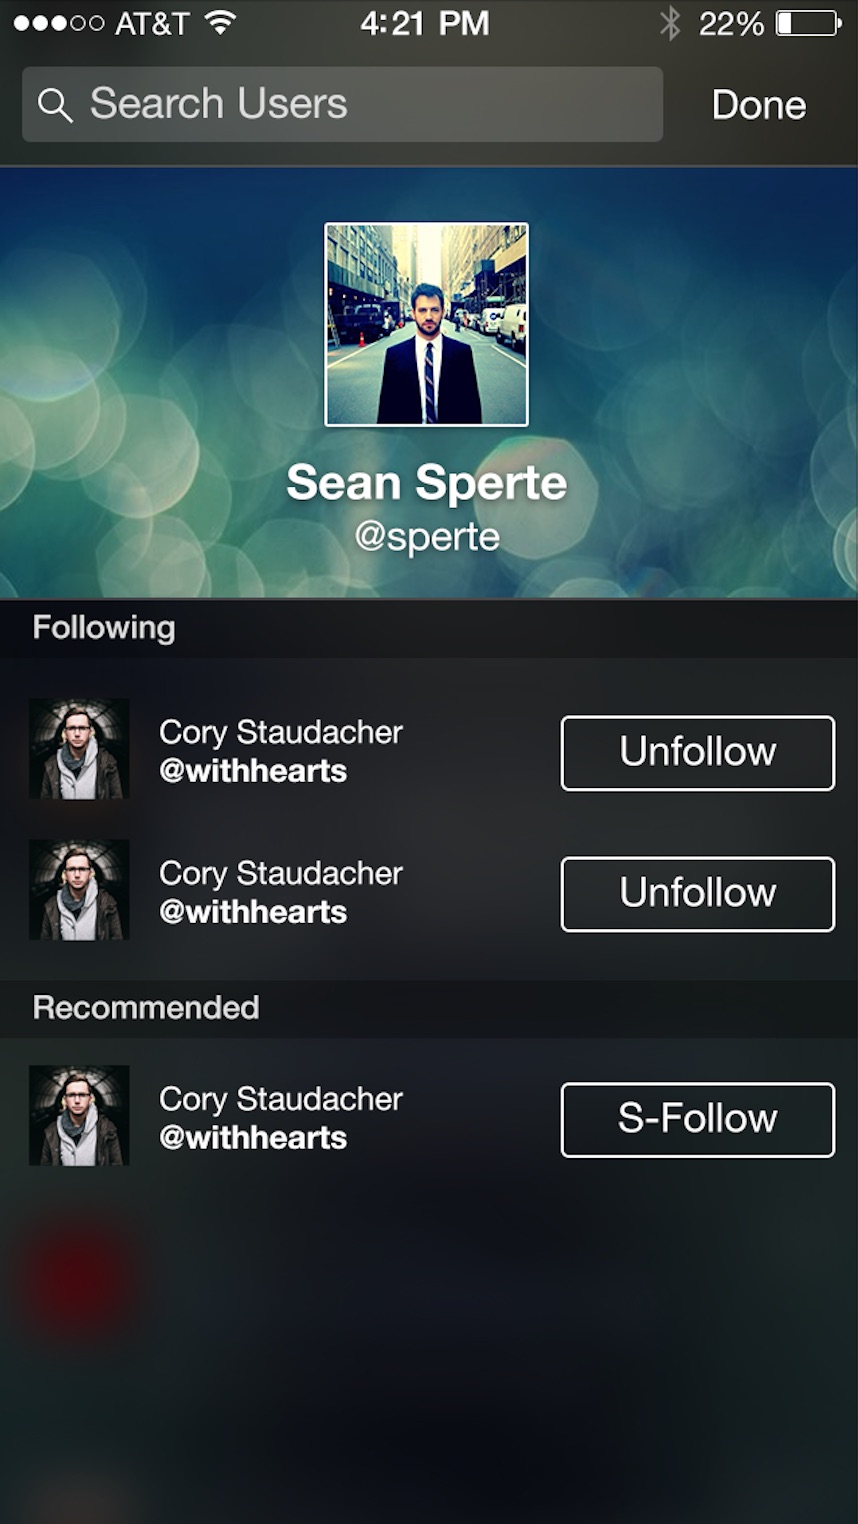 AT&T 4:21 PM 22%
Search Users Done
Sean Sperte
@sperte
Following
Cory Staudacher
@withhearts
Unfollow
Cory Staudacher
@withhearts
Unfollow
Recommended
Cory Staudacher
@withhearts
S-Follow